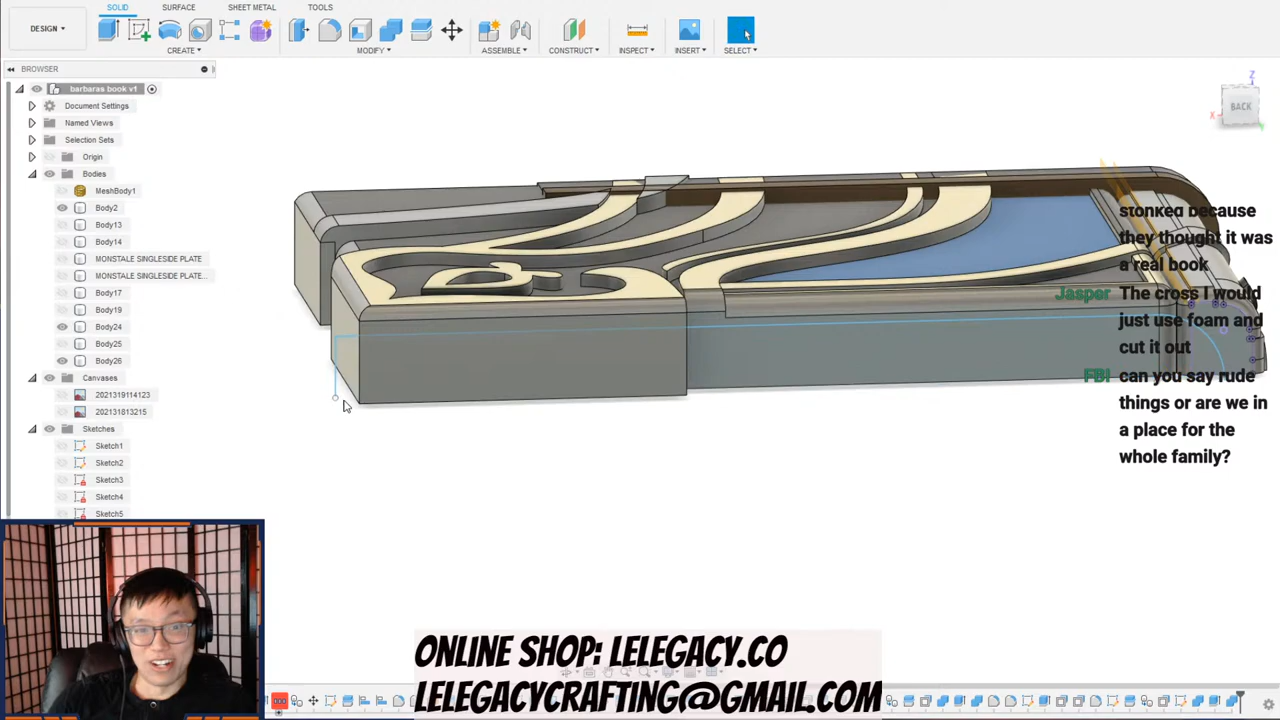 SOLID
SURFACE
SHEET METAL
TOOLS
DESIGN
CREATE
MODIFY
ASSEMBLE
CONSTRUCT
INSPECT
INSERT
SELECT
BROWSER
barbaras book v1
Document Settings
Named Views
Selection Sets
Origin
Bodies
MeshBody1
Body2
Body13
Body14
MONSTALE SINGLESIDE PLATE
MONSTALE SINGLESIDE PLATE...
Body17
Body19
Body24
Body25
Body26
Canvases
2021319114123
202131813215
Sketches
Sketch1
Sketch2
Sketch3
Sketch4
Sketch5
Z
BACK
X
Y
stonked because
they thought it was
a real book
Jasper The cross I would
just use foam and
cut it out
FBI can you say rude
things or are we in
a place for the
whole family?
ONLINE SHOP: LELEGACY.CO
LELEGACYCRAFTING@GMAIL.COM